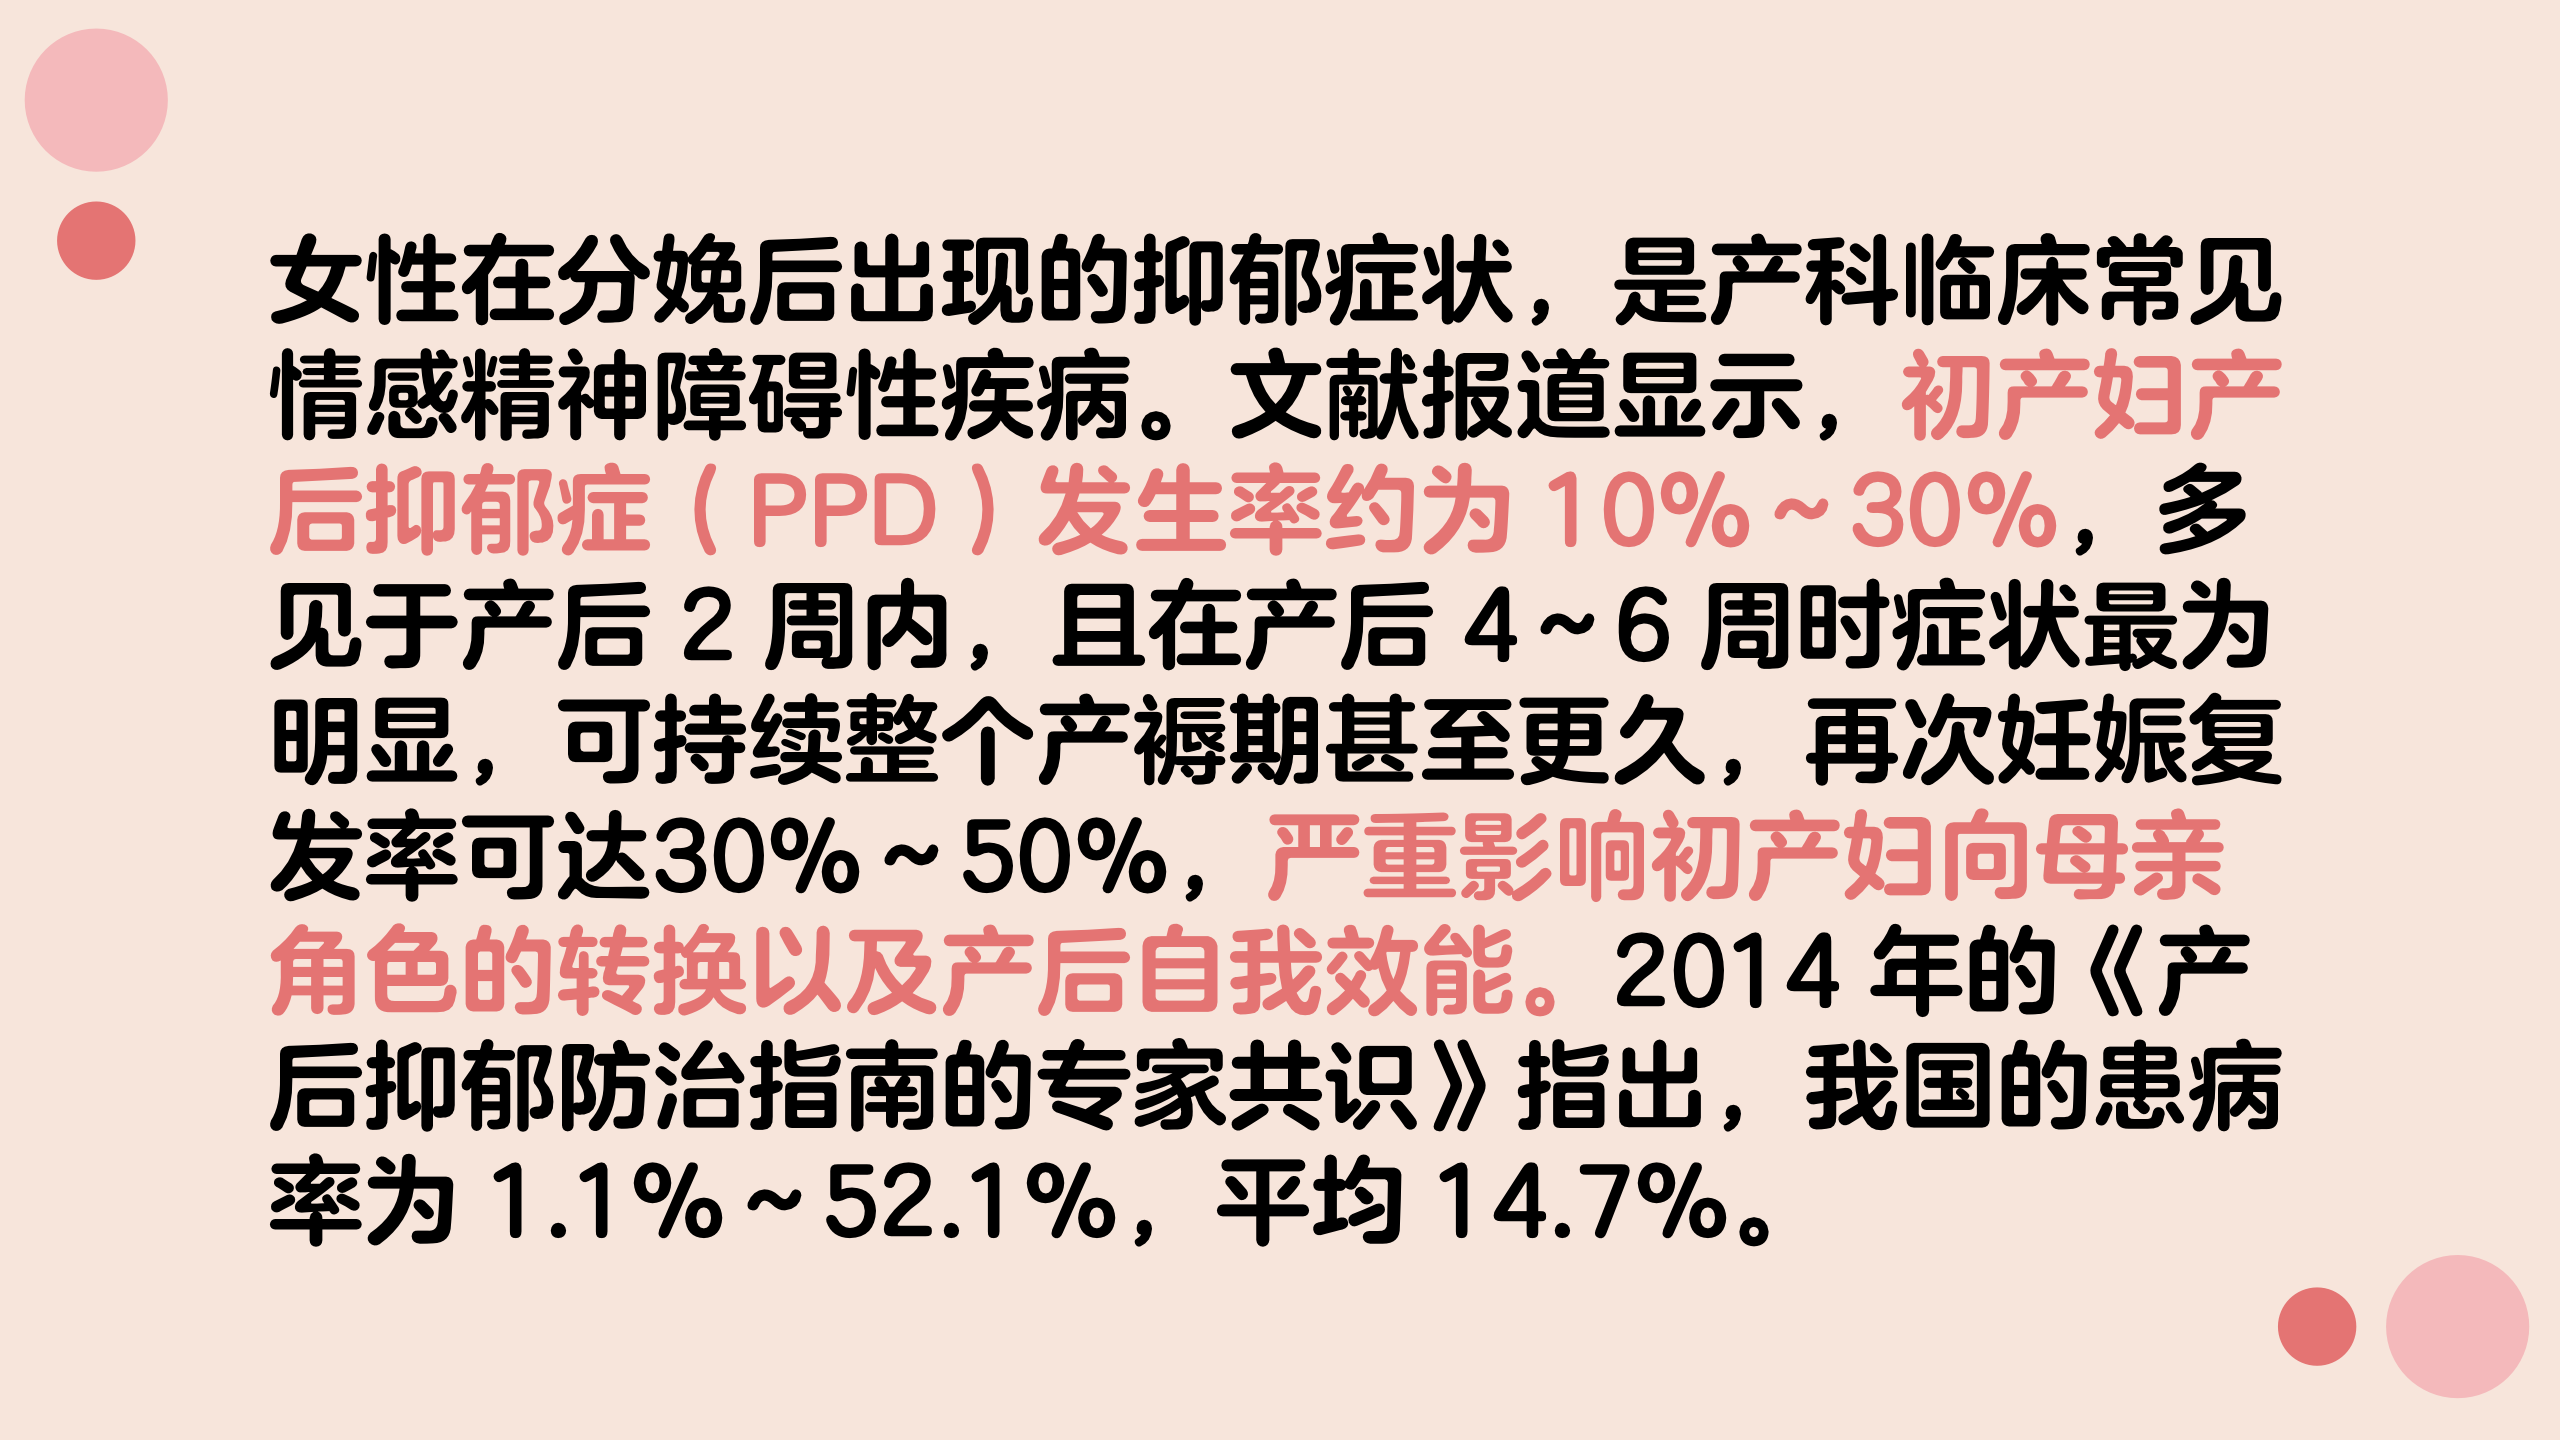 女性在分娩后出现的抑郁症状，是产科临床常见
情感精神障碍性疾病。文献报道显示，初产妇产
后抑郁症（PPD）发生率约为 10%～30%，多
见于产后 2 周内，且在产后 4～6 周时症状最为
明显，可持续整个产褥期甚至更久，再次妊娠复
发率可达30%～50%，严重影响初产妇向母亲
角色的转换以及产后自我效能。2014 年的《产
后抑郁防治指南的专家共识》指出，我国的患病
率为 1.1%～52.1%，平均 14.7%。